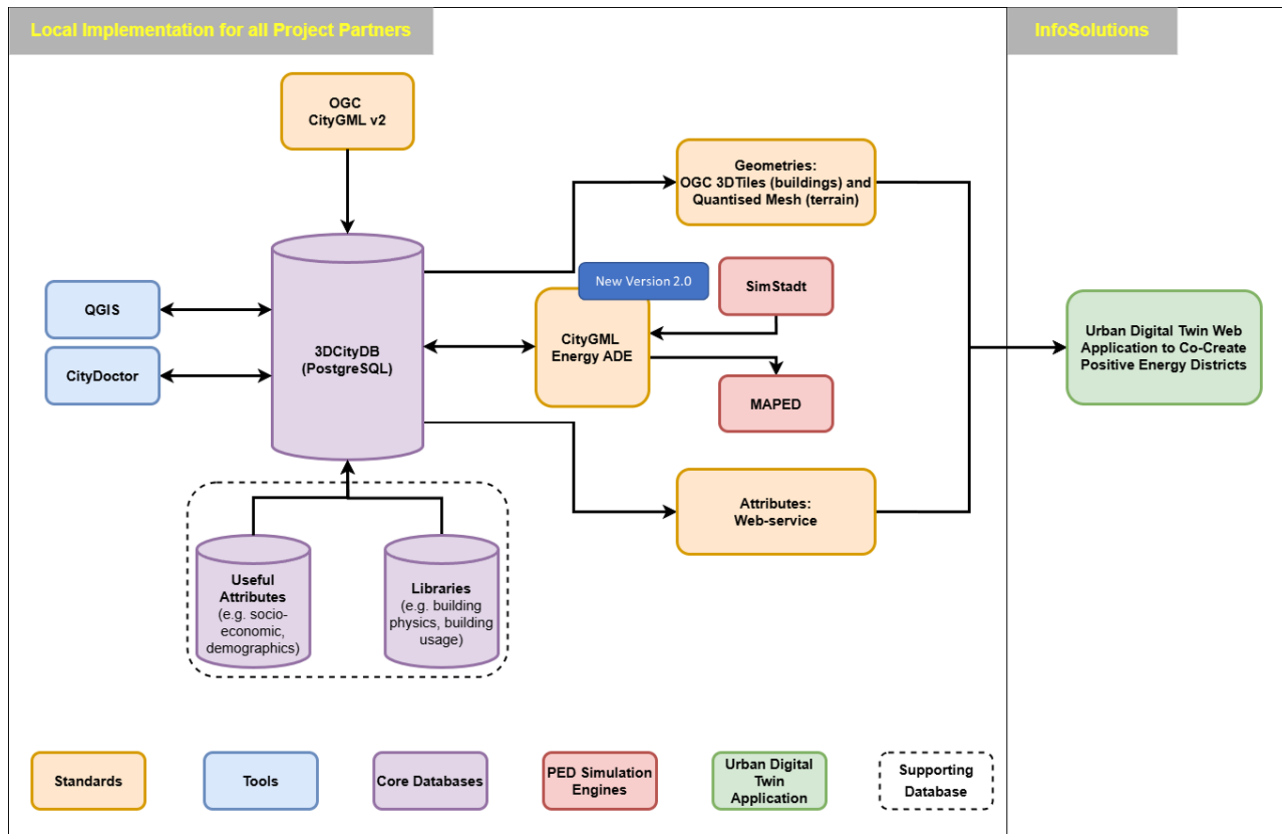 Local Implementation for all Project Partners
InfoSolutions
OGC
CityGML v2
Geometries:
OGC 3DTiles (buildings) and
Quantised Mesh (terrain)
New Version 2.0
SimStadt
QGIS
CityDoctor
3DCityDB
(PostgreSQL)
CityGML
Energy ADE
MAPED
Urban Digital Twin Web
Application to Co-Create
Positive Energy Districts
Attributes:
Web-service
Useful
Attributes
(e.g. socio-
economic,
demographics)
Libraries
(e.g. building
physics, building
usage)
Standards
Tools
Core Databases
PED Simulation
Engines
Urban Digital
Twin
Application
Supporting
Database